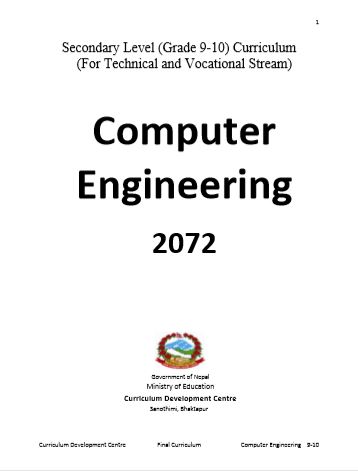 1
Secondary Level (Grade 9-10) Curriculum
(For Technical and Vocational Stream)
Computer
Engineering
2072
Government of Nepal
Ministry of Education
Curriculum Development Centre
Sanothimi, Bhaktapur
Curriculum Development Centre Final Curriculum Computer Engineering 9-10